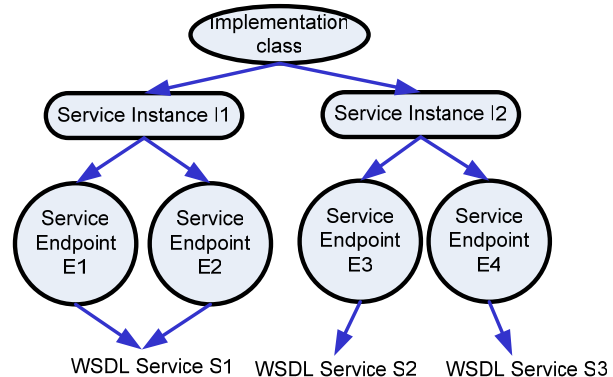 Implementation
class
Service Instance I1
Service Instance I2
Service
Endpoint
E1
Service
Endpoint
E2
Service
Endpoint
E3
Service
Endpoint
E4
WSDL Service S1
WSDL Service S2
WSDL Service S3